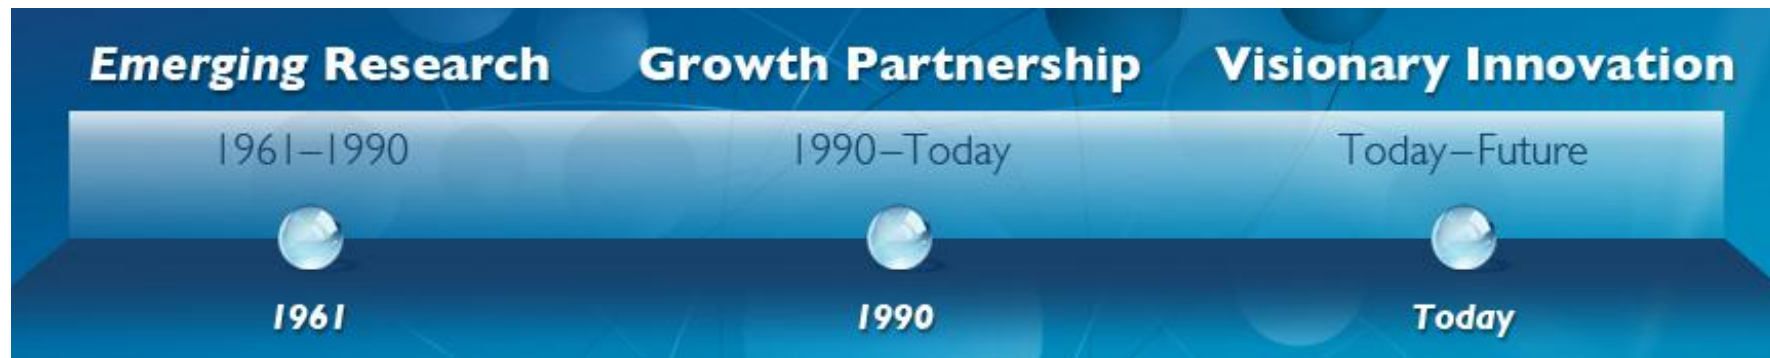 Emerging Research Growth Partnership Visionary Innovation
1961–1990 1990–Today Today–Future
1961 1990 Today